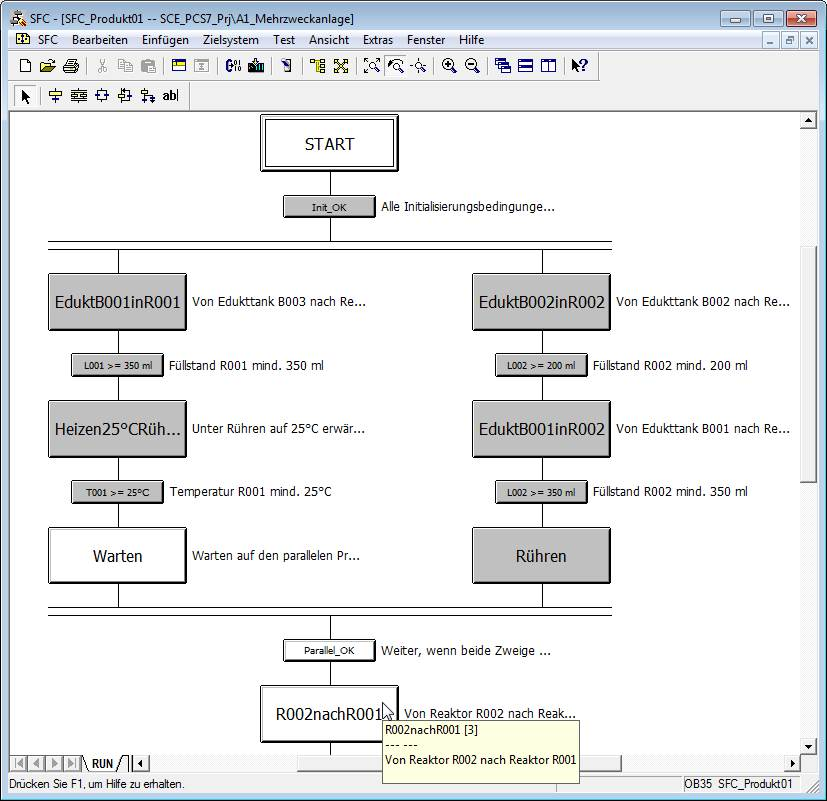 SFC - [SFC_Produkt01 -- SCE_PCS7_Prj\A1_Mehrzweckanlage]
SFC Bearbeiten Einfügen Zielsystem Test Ansicht Extras Fenster Hilfe
abl
START
Init_OK Alle Initialisierungsbedingunge...
EduktB001inR001 Von Edukttank B003 nach Re...
EduktB002inR002 Von Edukttank B002 nach Re...
L001 >= 350 ml Füllstand R001 mind. 350 ml
L002 >= 200 ml Füllstand R002 mind. 200 ml
Heizen25°CRüh... Unter Rühren auf 25°C erwär...
EduktB001inR002 Von Edukttank B001 nach Re...
T001 >= 25°C Temperatur R001 mind. 25°C
L002 >= 350 ml Füllstand R002 mind. 350 ml
Warten Warten auf den parallelen Pr...
Rühren
Parallel_OK Weiter, wenn beide Zweige ...
R002nachR001 Von Reaktor R002 nach Reak...
R002nachR001 [3]
--- ---
Von Reaktor R002 nach Reaktor R001
RUN
Drücken Sie F1, um Hilfe zu erhalten.
OB35 SFC_Produkt01